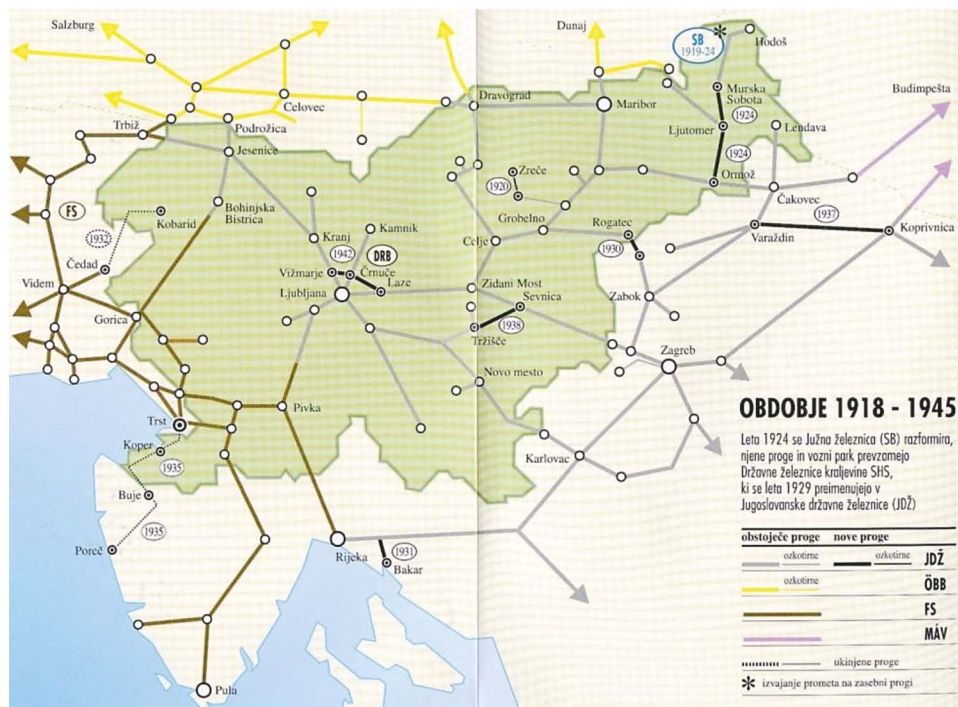 Salzburg
Dunaj
SB
1919-24
Hodoš
Celovec
Dravograd
Maribor
Murska
Sobota
Budimpešta
Trbiž
Podrožica
1924
Ljutomer
Lendava
Jesenice
1924
Ormož
Zreče
1920
Čakovec
FS
Kobarid
Bohinjska
Bistrica
Grobelno
Rogatec
1937
1932
Kranj
Kamnik
Celje
1930
Varaždin
Koprivnica
1942
DRB
Čedad
Vižmarje
Črnuče
Laze
Videm
Ljubljana
Zidani Most
Sevnica
Zabok
Gorica
1938
Tržišče
Zagreb
Novo mesto
Pivka
Trst
Koper
1935
Karlovac
Buje
1935
Poreč
Rijeka
1931
Bakar
Pula
OBDOBJE 1918 - 1945
Leta 1924 se Južna železnica (SB) razformira,
njene proge in vozni park prevzamejo
Državne železnice kraljevine SHS,
ki se leta 1929 preimenujejo v
Jugoslovanske državne železnice (JDŽ)
obstoječe proge nove proge
ozkotirne ozkotirne JDŽ
ozkotirne ÖBB
FS
MÁV
ukinjene proge
* izvajanje prometa na zasebni progi